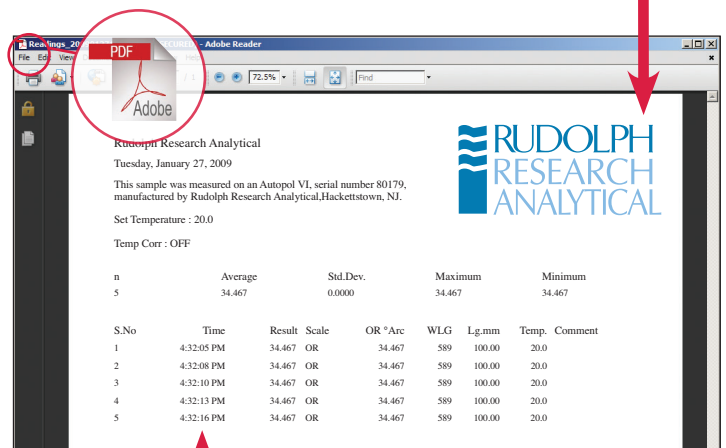 Readings_20 CURED) - Adobe Reader
File Edit View
PDF
Adobe
/ 1 72.5% Find
Rudolph Research Analytical
RUDOLPH
RESEARCH
ANALYTICAL
Tuesday, January 27, 2009
This sample was measured on an Autopol VI, serial number 80179,
manufactured by Rudolph Research Analytical,Hackettstown, NJ.
Set Temperature : 20.0
Temp Corr : OFF
n Average Std.Dev. Maximum Minimum
5 34.467 0.0000 34.467 34.467
S.No Time Result Scale OR °Arc WLG Lg.mm Temp. Comment
1 4:32:05 PM 34.467 OR 34.467 589 100.00 20.0
2 4:32:08 PM 34.467 OR 34.467 589 100.00 20.0
3 4:32:10 PM 34.467 OR 34.467 589 100.00 20.0
4 4:32:13 PM 34.467 OR 34.467 589 100.00 20.0
5 4:32:16 PM 34.467 OR 34.467 589 100.00 20.0